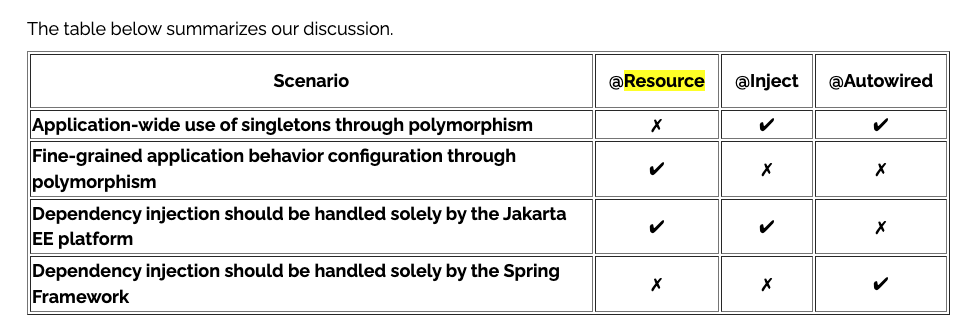 The table below summarizes our discussion.
Scenario @Resource @Inject @Autowired
Application-wide use of singletons through polymorphism ✗ ✔ ✔
Fine-grained application behavior configuration through
polymorphism ✔ ✗ ✗
Dependency injection should be handled solely by the Jakarta
EE platform ✔ ✔ ✗
Dependency injection should be handled solely by the Spring
Framework ✗ ✗ ✔